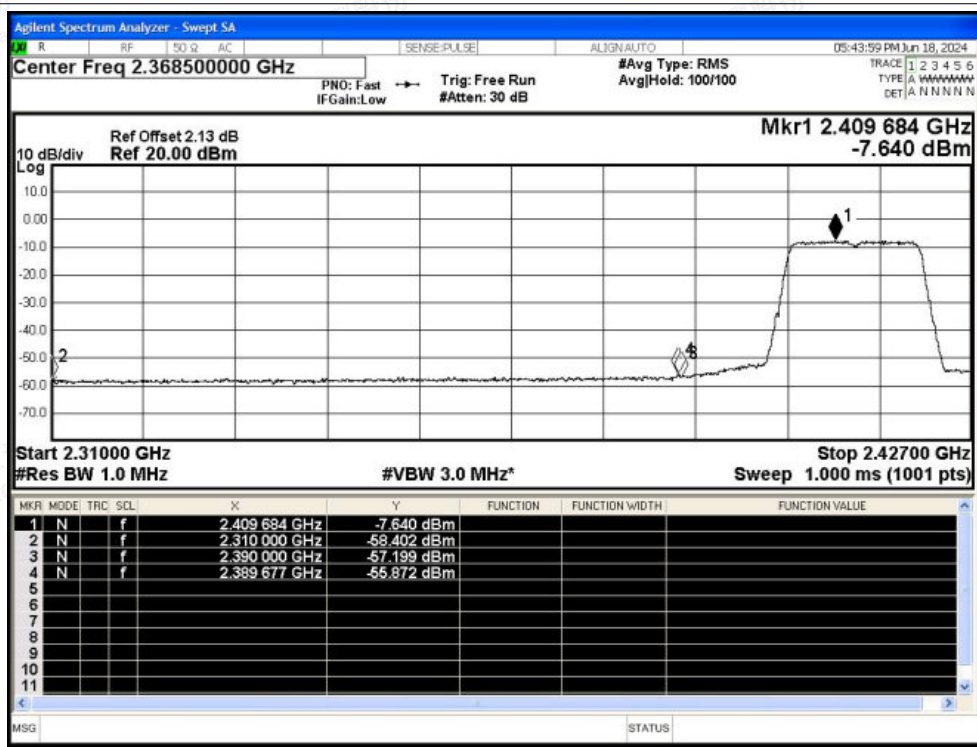 Agilent Spectrum Analyzer - Swept SA
R RF 50 Ω AC SENSE:PULSE ALIGN AUTO 05:43:59 PM Jun 18, 2024
Center Freq 2.368500000 GHz #Avg Type: RMS TRACE 1 2 3 4 5 6
PNO: Fast Trig: Free Run Avg|Hold: 100/100 TYPE A WWWWW
IFGain:Low #Atten: 30 dB DET A N N N N N
Ref Offset 2.13 dB Mkr1 2.409 684 GHz
10 dB/div Ref 20.00 dBm -7.640 dBm
Log
10.0
0.00
1
-10.0
-20.0
-30.0
-40.0
-50.0
2 4 3
-60.0
-70.0
Start 2.31000 GHz Stop 2.42700 GHz
#Res BW 1.0 MHz #VBW 3.0 MHz* Sweep 1.000 ms (1001 pts)
MKR MODE TRC SCL X Y FUNCTION FUNCTION WIDTH FUNCTION VALUE
1 N f 2.409 684 GHz -7.640 dBm
2 N f 2.310 000 GHz -58.402 dBm
3 N f 2.390 000 GHz -57.199 dBm
4 N f 2.389 677 GHz -55.872 dBm
5
6
7
8
9
10
11
MSG STATUS